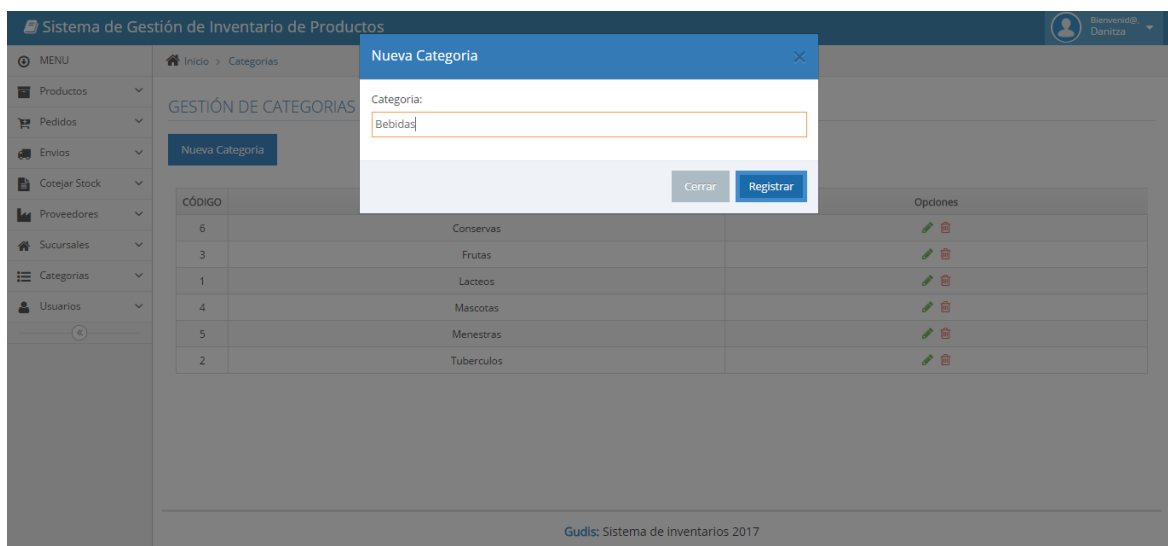 Sistema de Gestión de Inventario de Productos
Bienvenid@,
Danitza
MENU
Inicio > Categorias
Productos
Pedidos
Envios
Cotejar Stock
Proveedores
Sucursales
Categorias
Usuarios
GESTIÓN DE CATEGORIAS
Nueva Categoria
Nueva Categoria
Categoria:
Bebidas
Cerrar Registrar
CÓDIGO Opciones
6 Conservas
3 Frutas
1 Lacteos
4 Mascotas
5 Menestras
2 Tuberculos
Gudis: Sistema de inventarios 2017